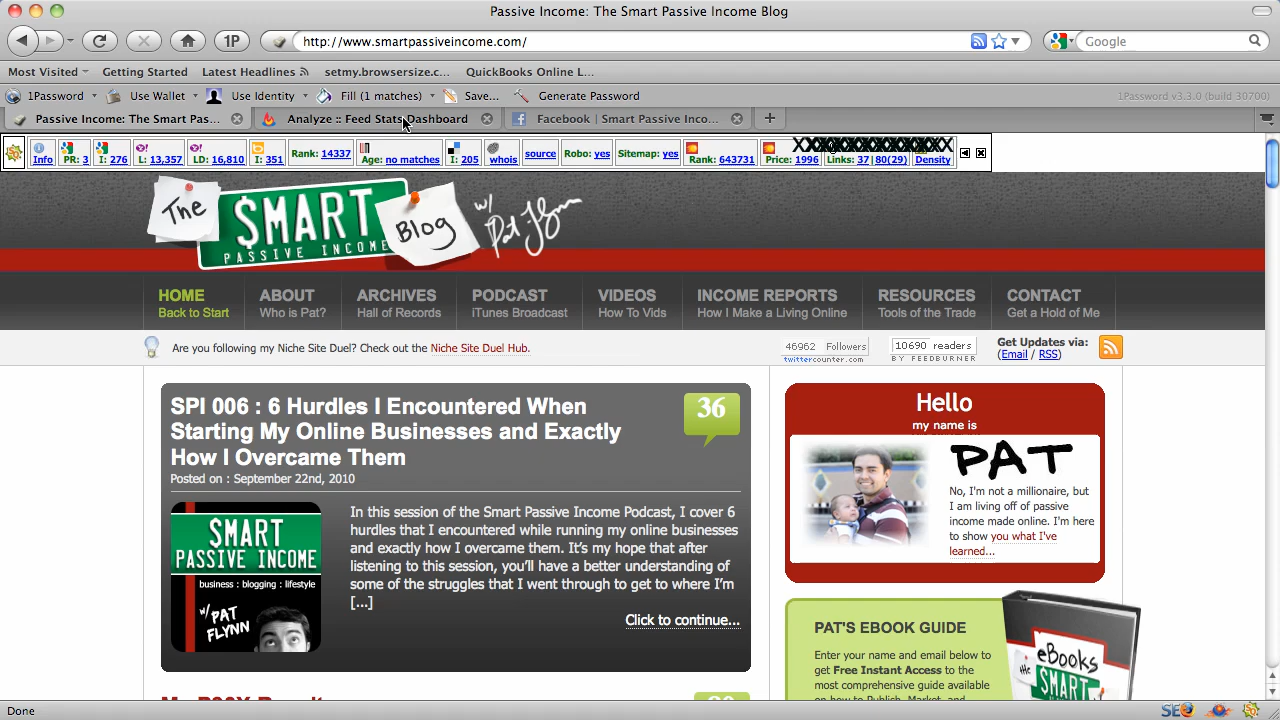 Passive Income: The Smart Passive Income Blog
1P
http://www.smartpassiveincome.com/
Google
Most Visited
Getting Started
Latest Headlines
setmy.browsersize.c...
QuickBooks Online L...
1Password
Use Wallet
Use Identity
Fill (1 matches)
Save...
Generate Password
1Password v3.3.0 (build 30700)
Passive Income: The Smart Pas...
Analyze :: Feed Stats Dashboard
Facebook | Smart Passive Inco...
Info
PR: 3
I: 276
L: 13,357
LD: 16,810
I: 351
Rank: 14337
Age: no matches
I: 205
whois
source
Robo: yes
Sitemap: yes
Rank: 643731
Price: 1996
Links: 37|80(29)
Density
The
$MART
PASSIVE INCOME
Blog
w/ Pat Flynn
HOME
Back to Start
ABOUT
Who is Pat?
ARCHIVES
Hall of Records
PODCAST
iTunes Broadcast
VIDEOS
How To Vids
INCOME REPORTS
How I Make a Living Online
RESOURCES
Tools of the Trade
CONTACT
Get a Hold of Me
Are you following my Niche Site Duel? Check out the Niche Site Duel Hub.
46962 Followers
twittercounter.com
10690 readers
BY FEEDBURNER
Get Updates via:
(Email / RSS)
SPI 006 : 6 Hurdles I Encountered When
Starting My Online Businesses and Exactly
How I Overcame Them
36
Posted on : September 22nd, 2010
$MART
PASSIVE INCOME
business : blogging : lifestyle
w/ PAT
FLYNN
In this session of the Smart Passive Income Podcast, I cover 6
hurdles that I encountered while running my online businesses
and exactly how I overcame them. It's my hope that after
listening to this session, you'll have a better understanding of
some of the struggles that I went through to get to where I'm
[...]
Click to continue...
Hello
my name is
PAT
No, I'm not a millionaire, but
I am living off of passive
income made online. I'm here
to show you what I've
learned...
PAT'S EBOOK GUIDE
Enter your name and email below to
get Free Instant Access to the
most comprehensive guide available
on how to Publish, Market, and
eBooks
the
$MART
Done